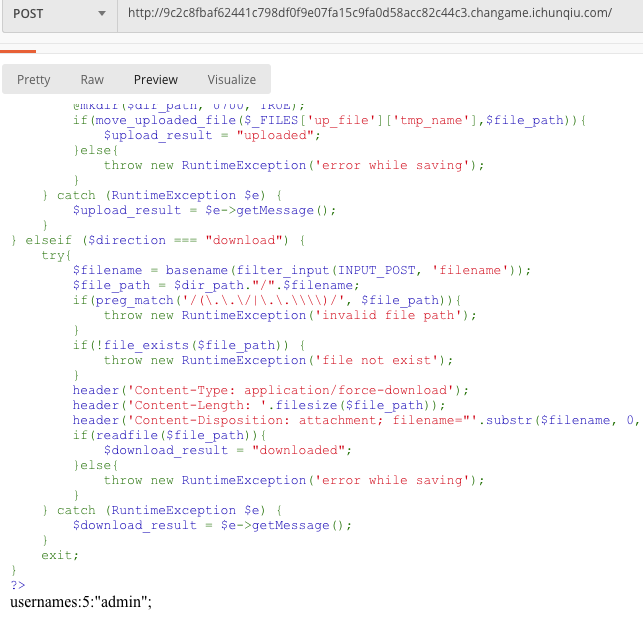 POST
http://9c2c8fbaf62441c798df0f9e07fa15c9fa0d58acc82c44c3.changame.ichunqiu.com/
Pretty Raw Preview Visualize
@mkdir($dir_path, 0700, TRUE);
if(move_uploaded_file($_FILES['up_file']['tmp_name'],$file_path)){
$upload_result = "uploaded";
}else{
throw new RuntimeException('error while saving');
}
} catch (RuntimeException $e) {
$upload_result = $e->getMessage();
}
} elseif ($direction === "download") {
try{
$filename = basename(filter_input(INPUT_POST, 'filename'));
$file_path = $dir_path."/".$filename;
if(preg_match('/(\.\.\/|\.\.\\\\)/', $file_path)){
throw new RuntimeException('invalid file path');
}
if(!file_exists($file_path)) {
throw new RuntimeException('file not exist');
}
header('Content-Type: application/force-download');
header('Content-Length: '.filesize($file_path));
header('Content-Disposition: attachment; filename="'.substr($filename, 0,
if(readfile($file_path)){
$download_result = "downloaded";
}else{
throw new RuntimeException('error while saving');
}
} catch (RuntimeException $e) {
$download_result = $e->getMessage();
}
exit;
}
?>
usernames:5:"admin";